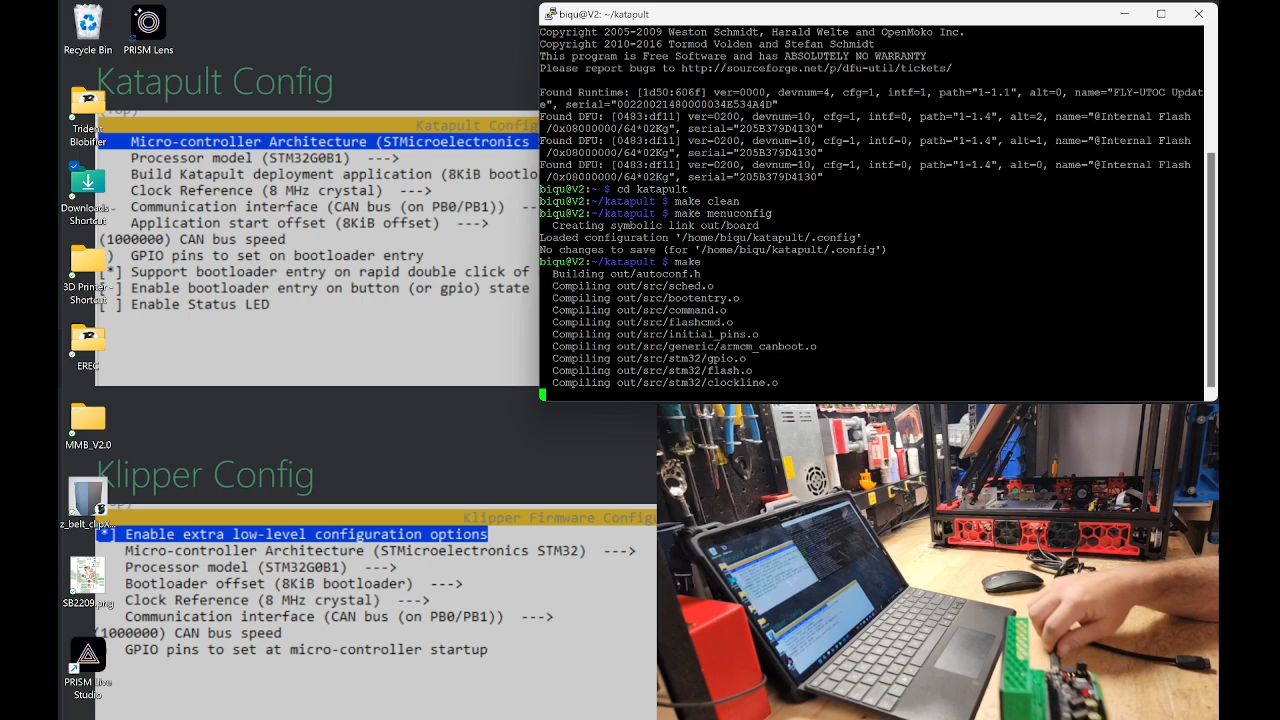 Recycle Bin
PRISM Lens
Katapult Config
(Top)
Katapult Config
Micro-controller Architecture (STMicroelectronics
Processor model (STM32G0B1) --->
Build Katapult deployment application (8KiB bootlo
Clock Reference (8 MHz crystal) --->
Communication interface (CAN bus (on PB0/PB1)) --->
Application start offset (8KiB offset) --->
(1000000) CAN bus speed
) GPIO pins to set on bootloader entry
[*] Support bootloader entry on rapid double click of
[ ] Enable bootloader entry on button (or gpio) state
[ ] Enable Status LED
Trident
Biobifier
Downloads -
Shortcut
3D Printer -
Shortcut
EREC
MMB_V2.0
Klipper Config
Klipper Firmware Configu
[*] Enable extra low-level configuration options
Micro-controller Architecture (STMicroelectronics STM32) --->
Processor model (STM32G0B1) --->
Bootloader offset (8KiB bootloader) --->
Clock Reference (8 MHz crystal) --->
Communication interface (CAN bus (on PB0/PB1)) --->
(1000000) CAN bus speed
GPIO pins to set at micro-controller startup
z_belt_clipX...
SB2209.png
PRISM Live
Studio
biqu@V2: ~/katapult
Copyright 2005-2009 Weston Schmidt, Harald Welte and OpenMoko Inc.
Copyright 2010-2016 Tormod Volden and Stefan Schmidt
This program is Free Software and has ABSOLUTELY NO WARRANTY
Please report bugs to http://sourceforge.net/p/dfu-util/tickets/
Found Runtime: [1d50:606f] ver=0000, devnum=4, cfg=1, intf=1, path="1-1.1", alt=0, name="FLY-UTOC Updat
e", serial="00220021480000034E534A4D"
Found DFU: [0483:df11] ver=0200, devnum=10, cfg=1, intf=0, path="1-1.4", alt=2, name="@Internal Flash
/0x08000000/64*02Kg", serial="205B379D4130"
Found DFU: [0483:df11] ver=0200, devnum=10, cfg=1, intf=0, path="1-1.4", alt=1, name="@Internal Flash
/0x08000000/64*02Kg", serial="205B379D4130"
Found DFU: [0483:df11] ver=0200, devnum=10, cfg=1, intf=0, path="1-1.4", alt=0, name="@Internal Flash
/0x08000000/64*02Kg", serial="205B379D4130"
biqu@V2:~ $ cd katapult
biqu@V2:~/katapult $ make clean
biqu@V2:~/katapult $ make menuconfig
Creating symbolic link out/board
Loaded configuration '/home/biqu/katapult/.config'
No changes to save (for '/home/biqu/katapult/.config')
biqu@V2:~/katapult $ make
Building out/autoconf.h
Compiling out/src/sched.o
Compiling out/src/bootentry.o
Compiling out/src/command.o
Compiling out/src/flashcmd.o
Compiling out/src/initial_pins.o
Compiling out/src/generic/armcm_canboot.o
Compiling out/src/stm32/gpio.o
Compiling out/src/stm32/flash.o
Compiling out/src/stm32/clockline.o